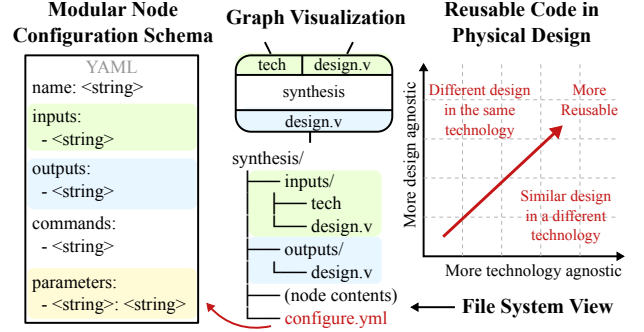 Modular Node
Configuration Schema
YAML
name: <string>
inputs:
- <string>
outputs:
- <string>
commands:
- <string>
parameters:
- <string>: <string>
Graph Visualization
tech
design.v
synthesis
design.v
synthesis/
inputs/
tech
design.v
outputs/
design.v
(node contents)
configure.yml
File System View
Reusable Code in
Physical Design
More design agnostic
Different design
in the same
technology
More
Reusable
Similar design
in a different
technology
More technology agnostic